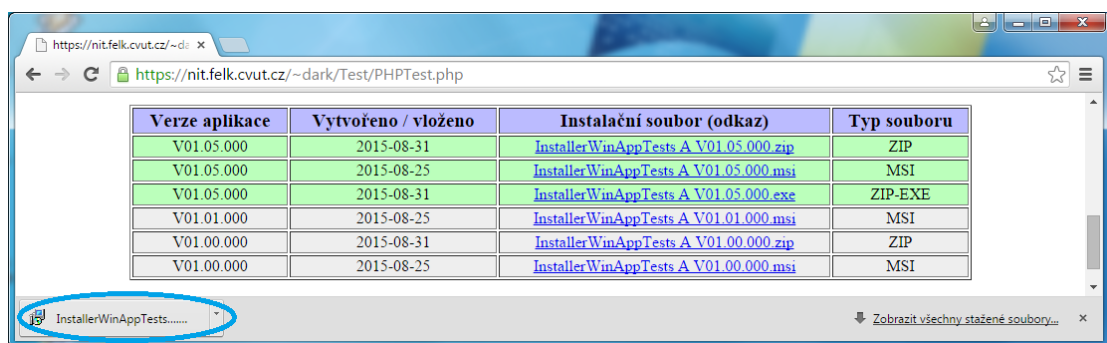 https://nit.felk.cvut.cz/~da
https://nit.felk.cvut.cz/~dark/Test/PHPTest.php
Verze aplikace Vytvořeno / vloženo Instalační soubor (odkaz) Typ souboru
V01.05.000 2015-08-31 InstallerWinAppTests A V01.05.000.zip ZIP
V01.05.000 2015-08-25 InstallerWinAppTests A V01.05.000.msi MSI
V01.05.000 2015-08-31 InstallerWinAppTests A V01.05.000.exe ZIP-EXE
V01.01.000 2015-08-25 InstallerWinAppTests A V01.01.000.msi MSI
V01.00.000 2015-08-31 InstallerWinAppTests A V01.00.000.zip ZIP
V01.00.000 2015-08-25 InstallerWinAppTests A V01.00.000.msi MSI
InstallerWinAppTests....... Zobrazit všechny stažené soubory...